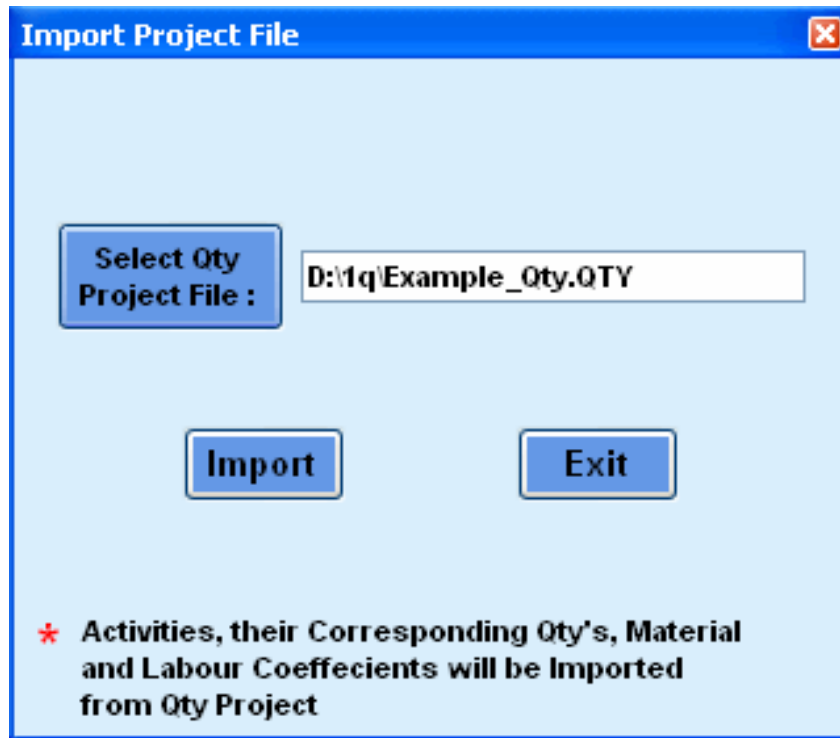 Import Project File
Select Qty
Project File :
D:\1q\Example_Qty.QTY
Import
Exit
* Activities, their Corresponding Qty's, Material
and Labour Coeffecients will be Imported
from Qty Project